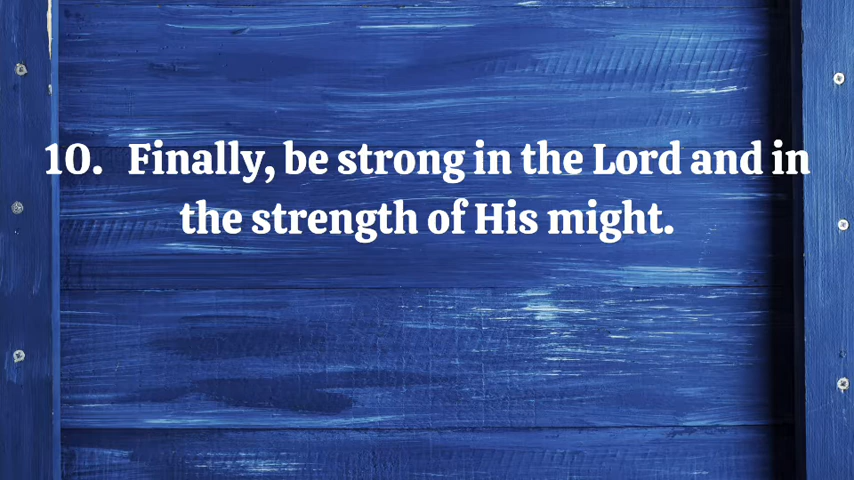 10. Finally, be strong in the Lord and in
the strength of His might.